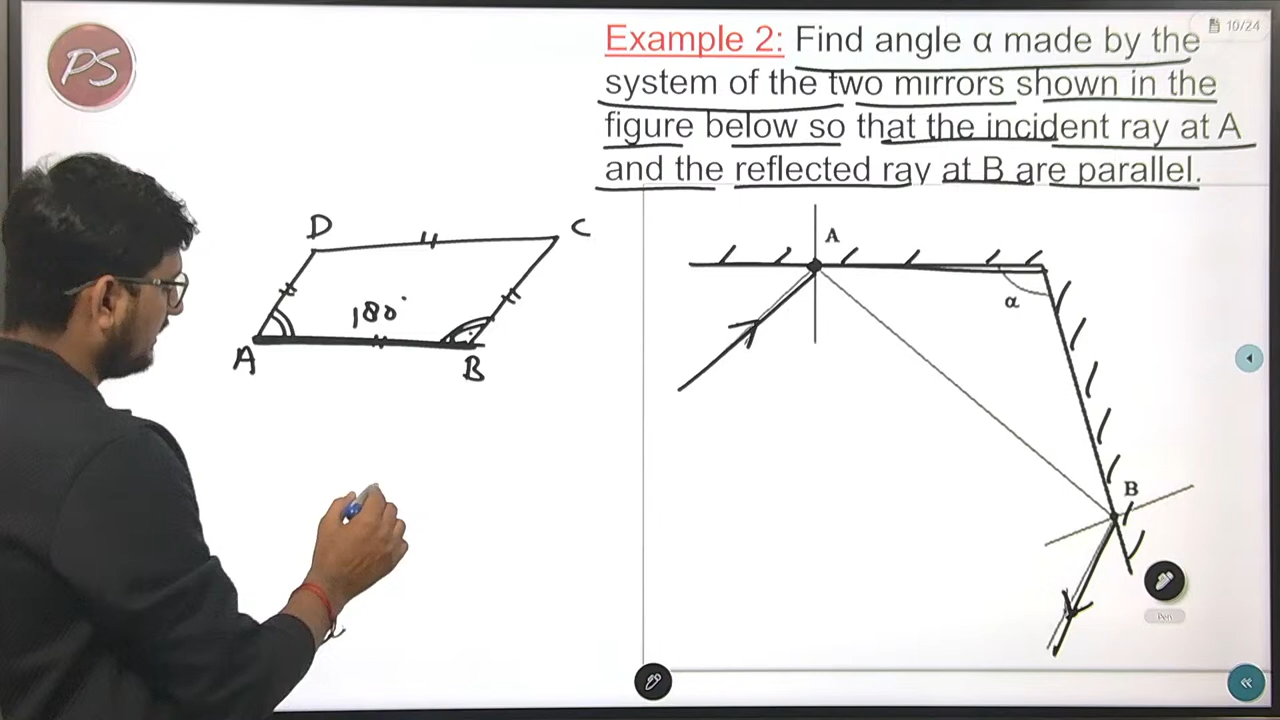 PS
10/24
Example 2: Find angle α made by the
system of the two mirrors shown in the
figure below so that the incident ray at A
and the reflected ray at B are parallel.
D
C
180°
A
B
A
α
B
Pen